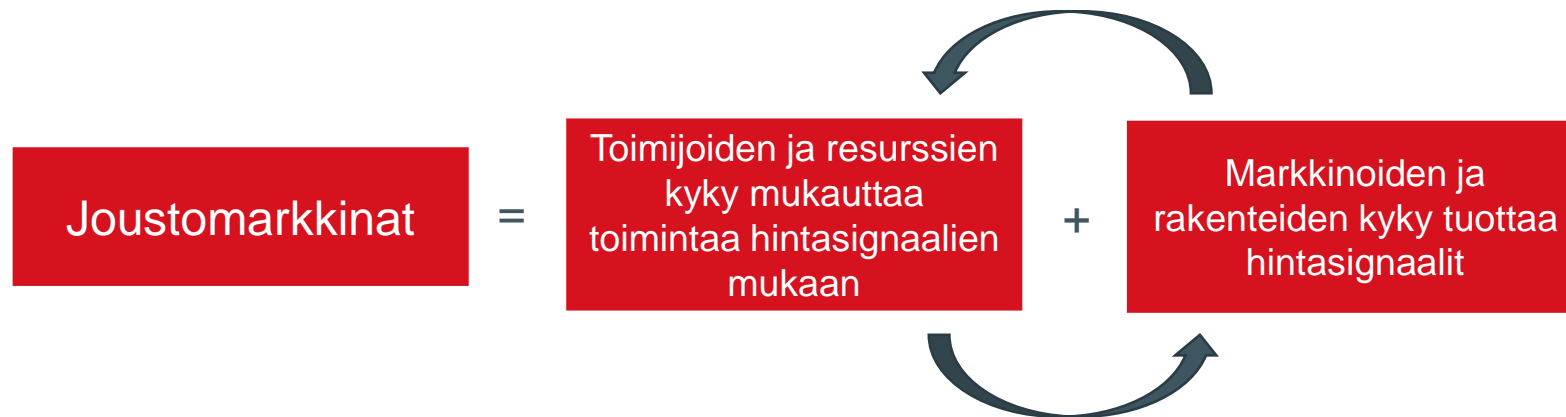 Joustomarkkinat
=
Toimijoiden ja resurssien
kyky mukauttaa
toimintaa hintasignaalien
mukaan
+
Markkinoiden ja
rakenteiden kyky tuottaa
hintasignaalit